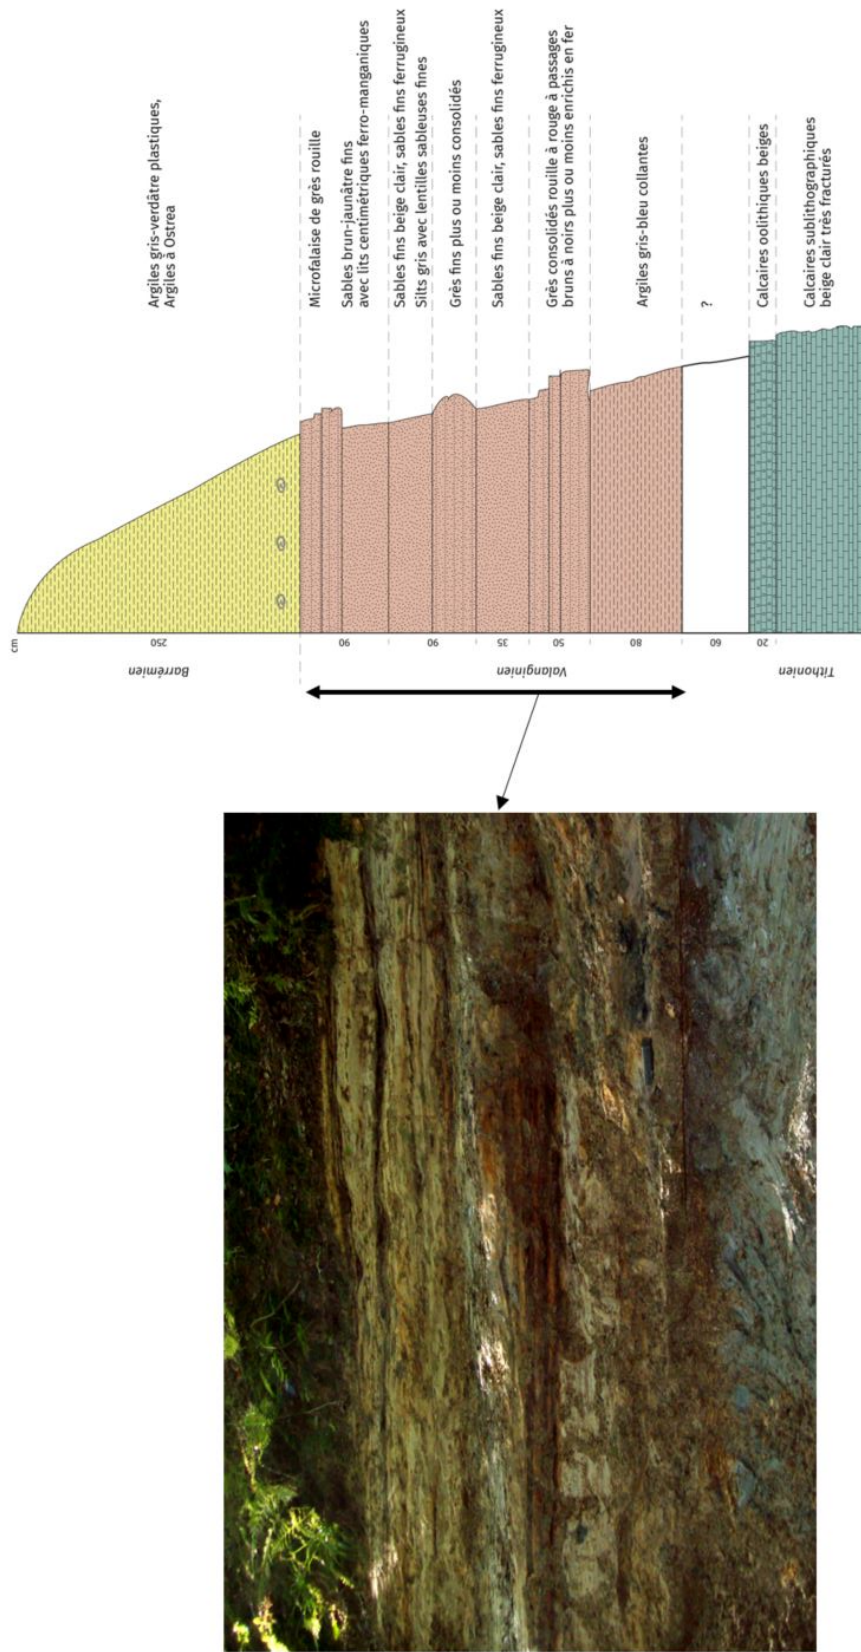 cm
Argiles gris-verdâtre plastiques,
Argiles à Ostrea
250
Barrémien
Microfalaise de grès rouille
Sables brun-jaunâtre fins
avec lits centimétriques ferro-manganiques
90
Sables fins beige clair, sables fins ferrugineux
Silts gris avec lentilles sableuses fines
90
Grès fins plus ou moins consolidés
Sables fins beige clair, sables fins ferrugineux
35
Valanginien
Grès consolidés rouille à rouge à passages
bruns à noirs plus ou moins enrichis en fer
50
Argiles gris-bleu collantes
80
?
60
Calcaires oolithiques beiges
20
Calcaires sublithographiques
beige clair très fracturés
Tithonien